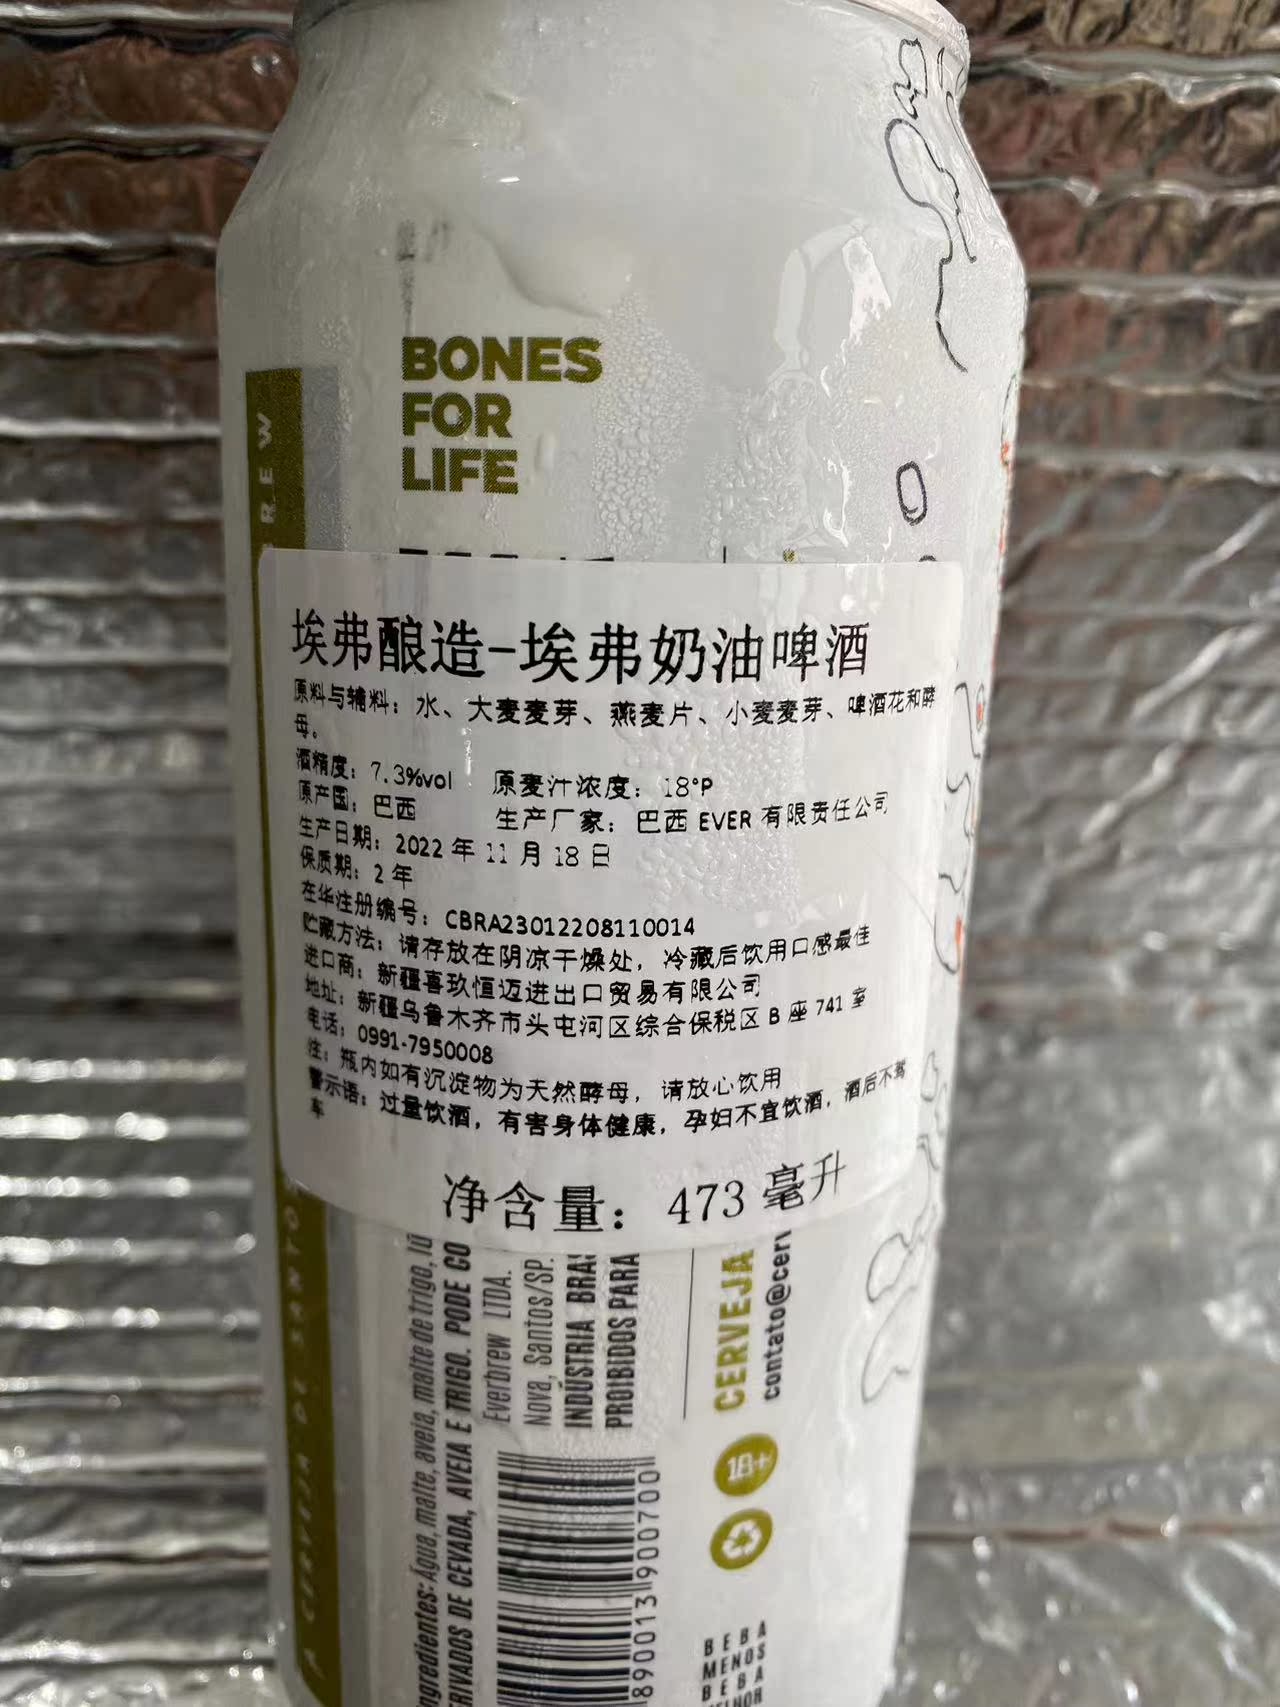 BONES
FOR
LIFE
REW
埃弗酿造-埃弗奶油啤酒
原料与辅料：水、大麦麦芽、燕麦片、小麦麦芽、啤酒花和酵
母。
酒精度：7.3%vol 原麦汁浓度：18°P
原产国：巴西 生产厂家：巴西 EVER 有限责任公司
生产日期：2022 年 11 月 18 日
保质期：2 年
在华注册编号：CBRA23012208110014
贮藏方法：请存放在阴凉干燥处，冷藏后饮用口感最佳
进口商：新疆喜玖恒迈进出口贸易有限公司
地址：新疆乌鲁木齐市头屯河区综合保税区 B 座 741 室
电话：0991-7950008
注：瓶内如有沉淀物为天然酵母，请放心饮用
警示语：过量饮酒，有害身体健康，孕妇不宜饮酒，酒后不驾
车
净含量：473 毫升
A CERVEJA DE SANTOS
ngredientes: Água, malte, aveia, malte de trigo, lú
ERIVADOS DE CEVADA, AVEIA E TRIGO. PODE CO
Everbrew LTDA.
Nova, Santos/SP.
INDÚSTRIA BRAS
PROIBIDOS PARA
CERVEJA
contato@cerv
18+
890013 900700
BEBA
MENOS
BEBA